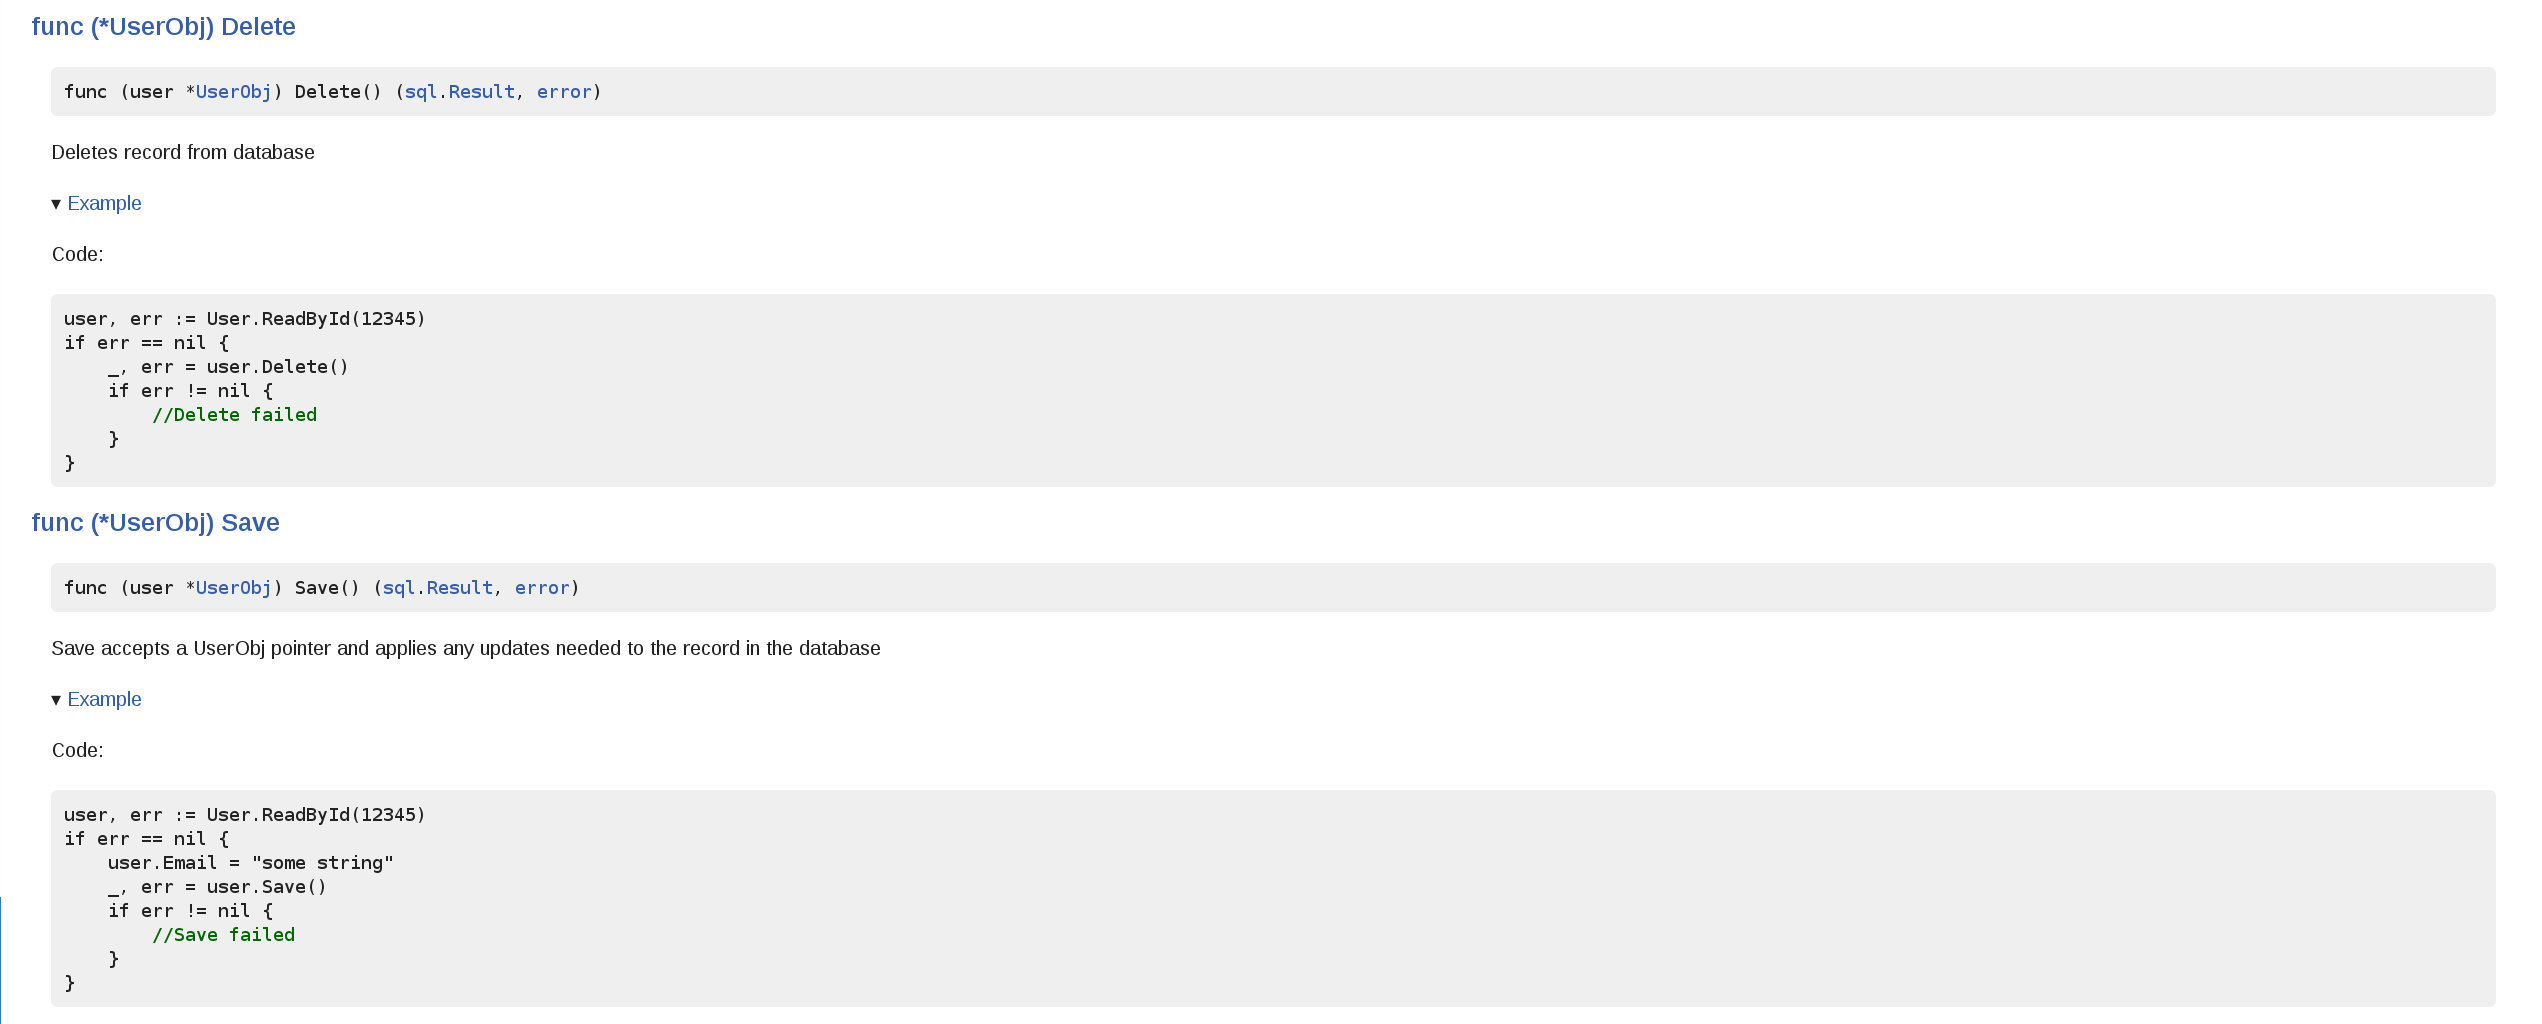 func (*UserObj) Delete
func (user *UserObj) Delete() (sql.Result, error)
Deletes record from database
▾ Example
Code:
user, err := User.ReadById(12345)
if err == nil {
    _, err = user.Delete()
    if err != nil {
        //Delete failed
    }
}
func (*UserObj) Save
func (user *UserObj) Save() (sql.Result, error)
Save accepts a UserObj pointer and applies any updates needed to the record in the database
▾ Example
Code:
user, err := User.ReadById(12345)
if err == nil {
    user.Email = "some string"
    _, err = user.Save()
    if err != nil {
        //Save failed
    }
}